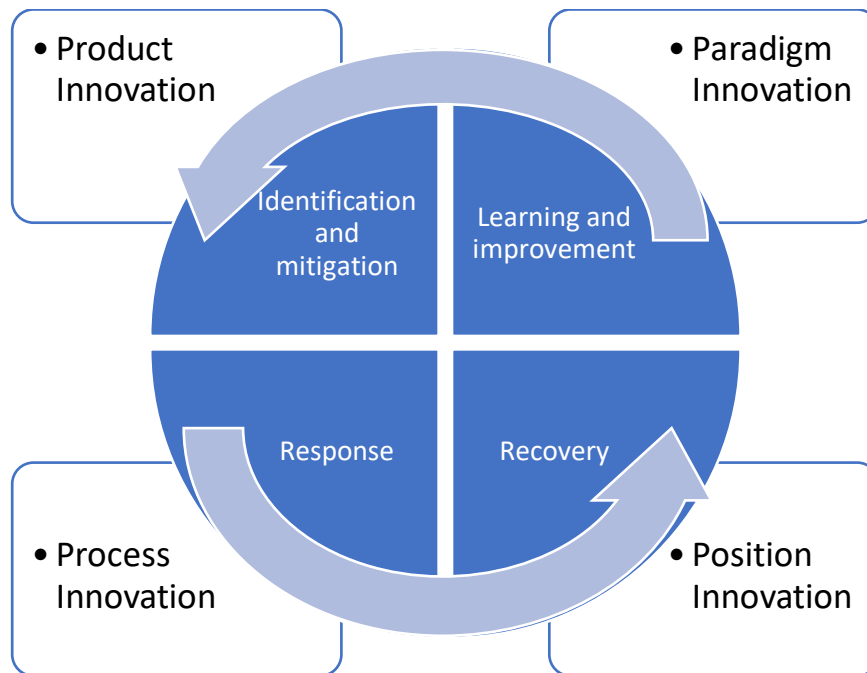 • Product
Innovation
• Paradigm
Innovation
Identification
and
mitigation
Learning and
improvement
Response
Recovery
• Process
Innovation
• Position
Innovation